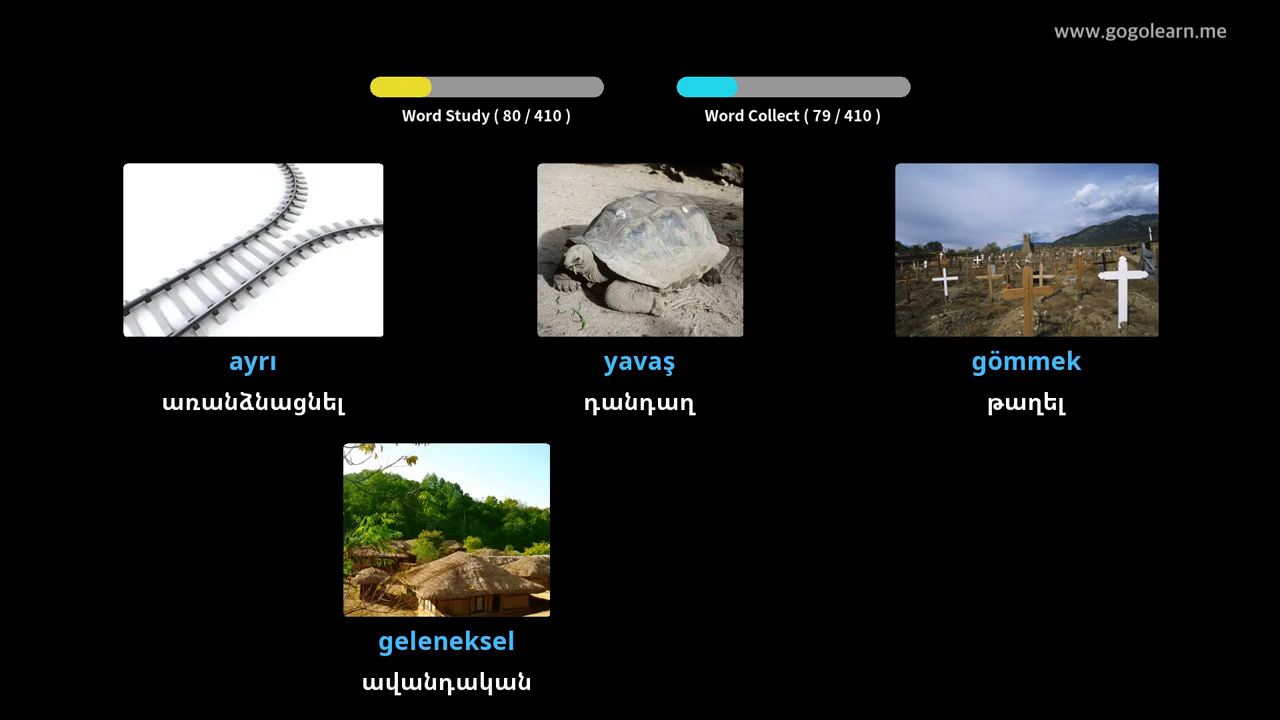 www.gogolearn.me
Word Study ( 80 / 410 )
Word Collect ( 79 / 410 )
ayrı
առանձնացնել
yavaş
դանդաղ
gömmek
թաղել
geleneksel
ավանդական